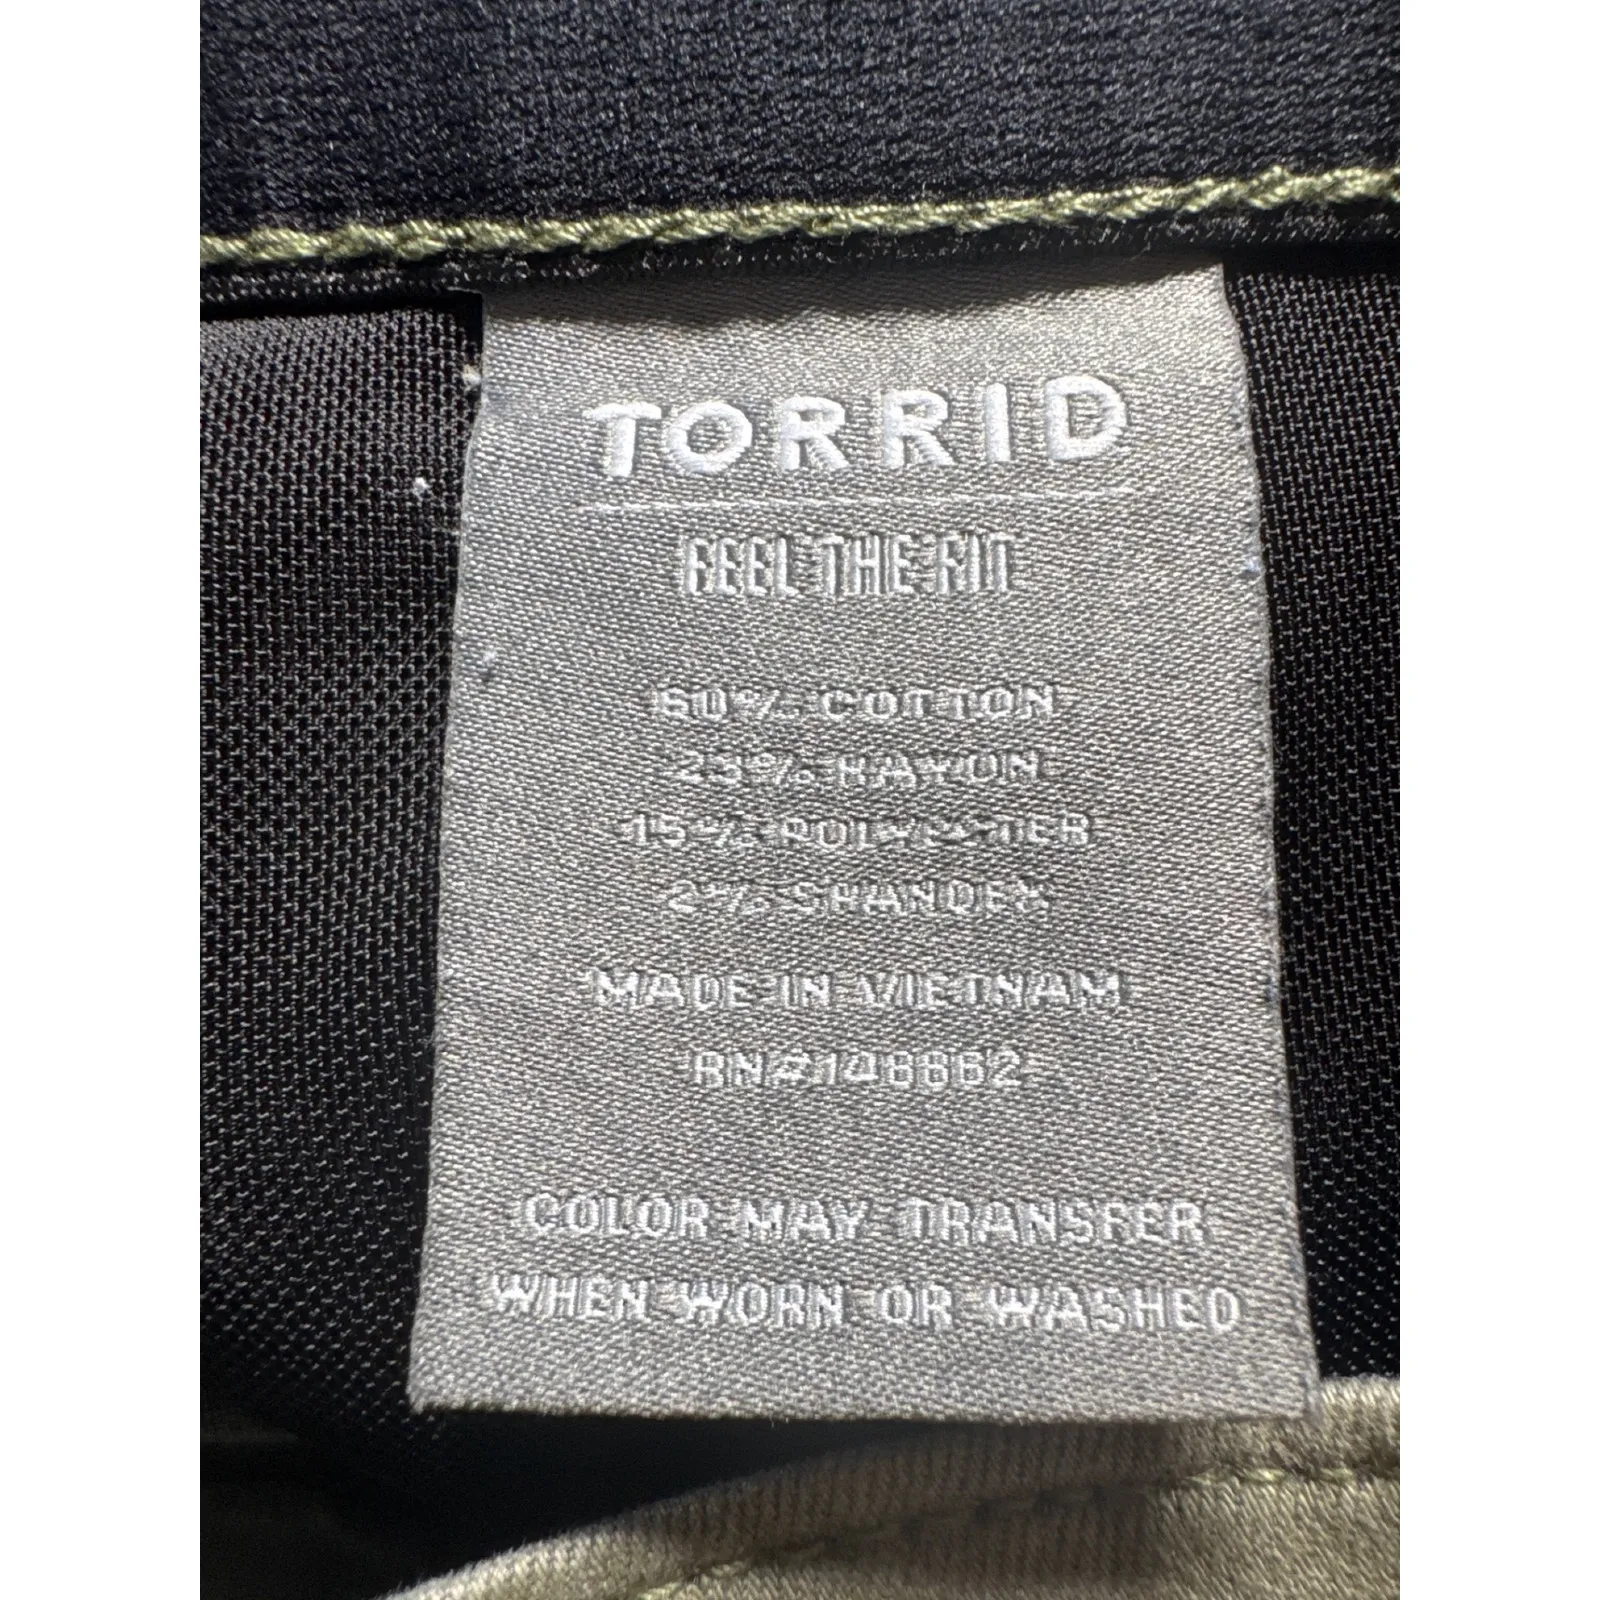 TORRID
FEEL THE FIT
60% COTTON
23% RAYON
15% POLYESTER
2% SPANDEX
MADE IN VIETNAM
RN#148862
COLOR MAY TRANSFER
WHEN WORN OR WASHED